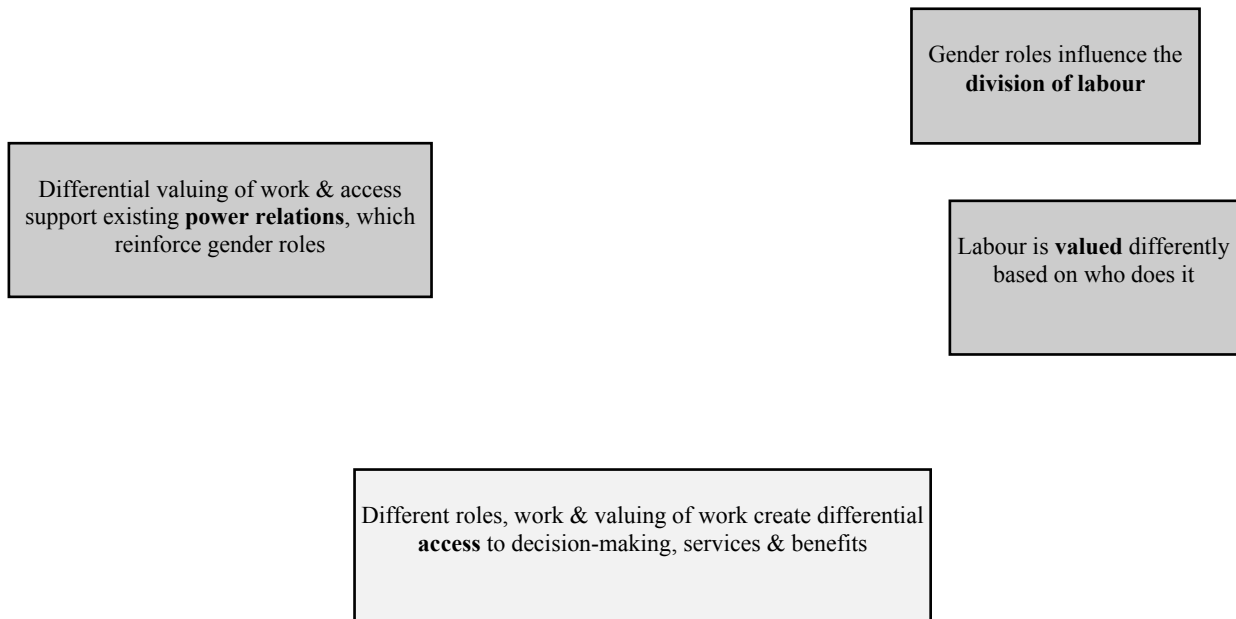 Gender roles influence the
division of labour
Differential valuing of work & access
support existing power relations, which
reinforce gender roles
Labour is valued differently
based on who does it
Different roles, work & valuing of work create differential
access to decision-making, services & benefits